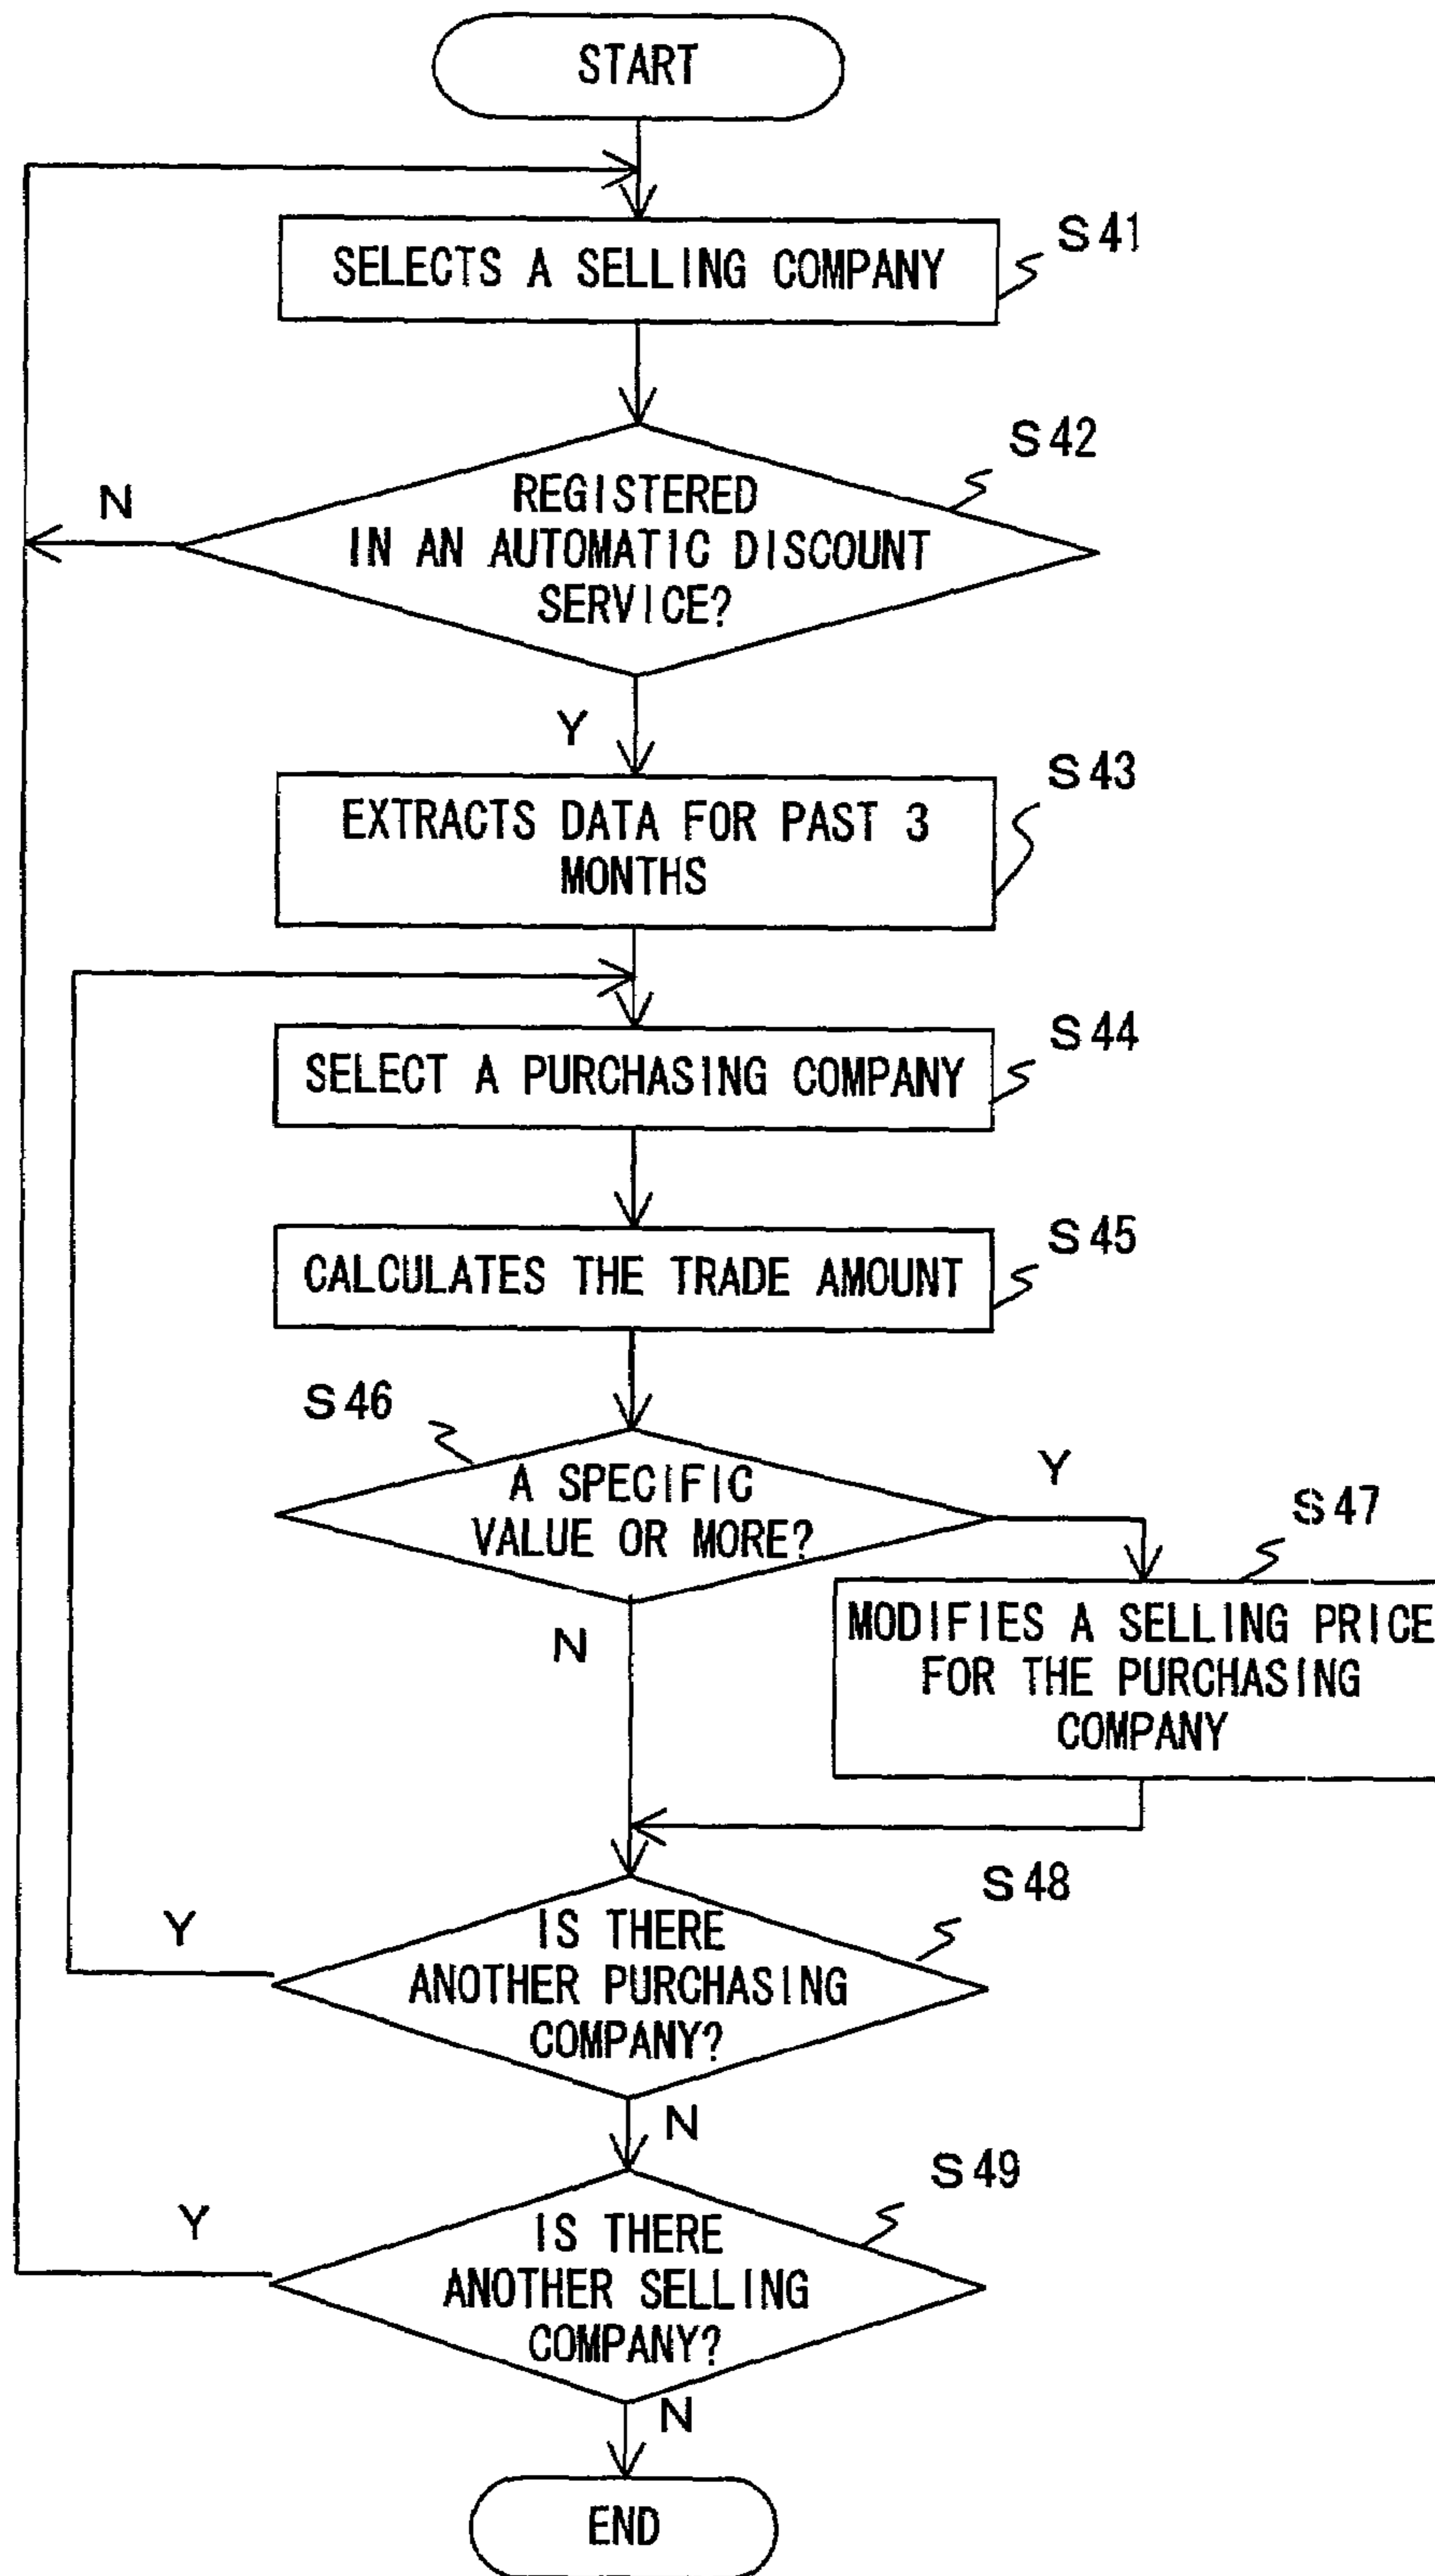 START
SELECTS A SELLING COMPANY
S41
S42
REGISTERED
IN AN AUTOMATIC DISCOUNT
SERVICE?
N
Y
S43
EXTRACTS DATA FOR PAST 3
MONTHS
S44
SELECT A PURCHASING COMPANY
S45
CALCULATES THE TRADE AMOUNT
S46
A SPECIFIC
VALUE OR MORE?
Y
S47
MODIFIES A SELLING PRICE
FOR THE PURCHASING
COMPANY
N
S48
IS THERE
ANOTHER PURCHASING
COMPANY?
Y
N
S49
IS THERE
ANOTHER SELLING
COMPANY?
Y
N
END